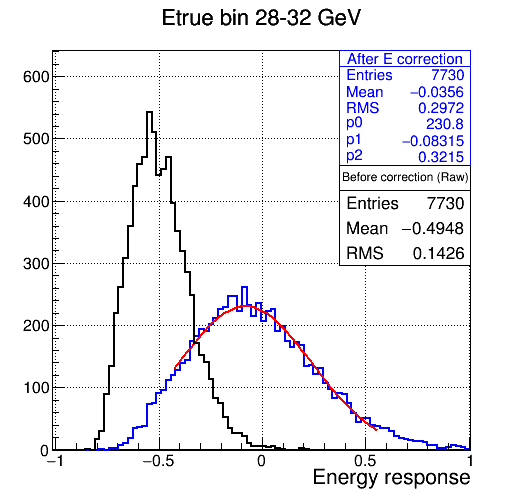 Etrue bin 28-32 GeV
After E correction
Entries 7730
Mean −0.0356
RMS 0.2972
p0 230.8
p1 −0.08315
p2 0.3215
Before correction (Raw)
Entries 7730
Mean −0.4948
RMS 0.1426
600
500
400
300
200
100
0
−1 −0.5 0 0.5 1
Energy response